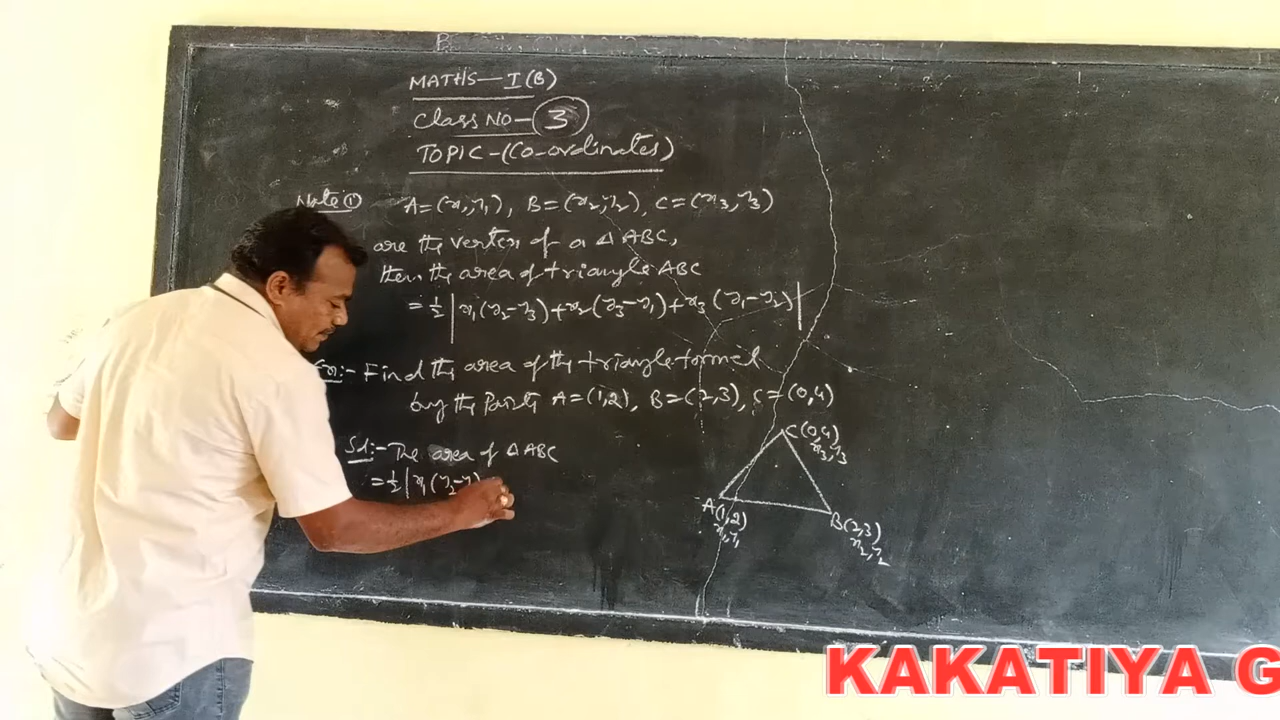 MATHS - I (B)
Class NO - 3
TOPIC - (Co-ordinates)
Note ① A = (x₁, y₁), B = (x₂, y₂), C = (x₃, y₃)
are the vertex of a △ ABC,
then the area of triangle ABC
= ½ | x₁(y₂-y₃) + x₂(y₃-y₁) + x₃(y₁-y₂) |
Ex:- Find the area of the triangle formed
by the points A = (1,2), B = (2,3), C = (0,4)
C(0,4)
x₃, y₃
Sol:- The area of △ ABC
= ½ | x₁ (y₂-y
A(1,2)
x₁, y₁
B(2,3)
x₂, y₂
KAKATIYA G